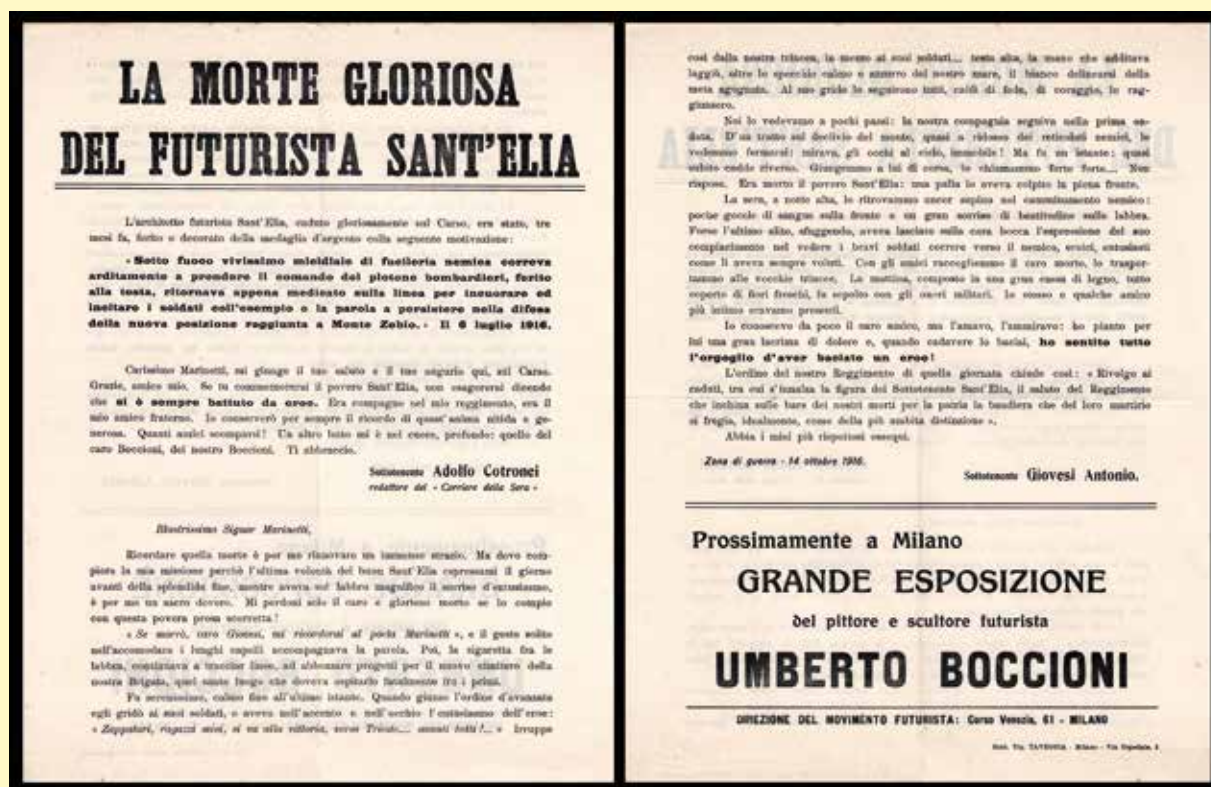 LA MORTE GLORIOSA
DEL FUTURISTA SANT'ELIA
L'architetto futurista Sant'Elia, caduto gloriosamente sul Carso, era stato, tre
mesi fa, ferito e decorato della medaglia d'argento colla seguente motivazione:
« Sotto fuoco vivissimo micidiale di fucileria nemica correva
arditamente a prendere il comando del plotone bombardieri, ferito
alla testa, ritornava appena medicato sulla linea per incuorare ed
incitare i soldati coll'esempio e la parola a persistere nella difesa
della nuova posizione raggiunta a Monte Zebio. » Il 6 luglio 1916.
Carissimo Marinetti, mi giunge il tuo saluto e il tuo augurio qui, sul Carso.
Grazie, amico mio. Se tu commemorerai il povero Sant'Elia, non esagererai dicendo
che si è sempre battuto da eroe. Era compagno nel mio reggimento, era il
mio amico fraterno. Io conserverò per sempre il ricordo di quest'anima nitida e ge-
nerosa. Quanti amici scomparsi! Un altro lutto mi è nel cuore, profondo: quello del
caro Boccioni, del nostro Boccioni. Ti abbraccio.
Sottotenente Adolfo Cotronei
redattore del « Corriere della Sera »
Illustrissimo Signor Marinetti,
Ricordare quella morte è per me rinnovare un immenso strazio. Ma devo com-
piere la mia missione perchè l'ultima volontà del buon Sant'Elia espressami il giorno
avanti della splendida fine, mentre aveva sul labbro magnifico il sorriso d'entusiasmo,
è per me un sacro dovere. Mi perdoni solo il caro e glorioso morto se lo compio
con questa povera prosa scorretta!
« Se morrò, caro Giovesi, mi ricorderai al poeta Marinetti », e il gesto solito
nell'accomodare i lunghi capelli accompagnava la parola. Poi, la sigaretta fra le
labbra, continuava a tracciar linee, ad abbozzare progetti per il nuovo cimitero della
nostra Brigata, quel santo luogo che doveva ospitarlo fatalmente fra i primi.
Fu serenissimo, calmo fino all'ultimo istante. Quando giunse l'ordine d'avanzata
egli gridò ai suoi soldati, e aveva nell'accento e nell'occhio l'entusiasmo dell'eroe:
« Zappatori, ragazzi miei, si va alla vittoria, verso Trieste.... avanti tutti!... » Irruppe
così dalla nostra trincea, in mezzo ai suoi soldati... testa alta, la mano che additava
laggiù, oltre lo specchio calmo e azzurro del nostro mare, il bianco delinearsi della
meta agognata. Al suo grido lo seguirono tutti, caldi di fede, di coraggio, lo rag-
giunsero.
Noi lo vedevamo a pochi passi: la nostra compagnia seguiva nella prima on-
data. D'un tratto sul declivio del monte, quasi a ridosso dei reticolati nemici, lo
vedemmo fermarsi: mirava, gli occhi al cielo, immobile! Ma fu un istante: quasi
subito cadde riverso. Giungemmo a lui di corsa, lo chiamammo forte forte... Non
rispose. Era morto il povero Sant'Elia: una palla lo aveva colpito in piena fronte.
La sera, a notte alta, lo ritrovammo ancor supino nel camminamento nemico:
poche goccie di sangue sulla fronte e un gran sorriso di beatitudine sulle labbra.
Forse l'ultimo alito, sfuggendo, aveva lasciato sulla cara bocca l'espressione del suo
compiacimento nel vedere i bravi soldati correre verso il nemico, eroici, entusiasti
come li aveva sempre voluti. Con gli amici raccogliemmo il caro morto, lo traspor-
tammo alle vecchie trincee. La mattina, composto in una gran cassa di legno, tutto
coperto di fiori freschi, fu sepolto con gli onori militari. Io stesso e qualche amico
più intimo eravamo presenti.
Io conoscevo da poco il caro amico, ma l'amavo, l'ammiravo: ho pianto per
lui una gran lacrima di dolore e, quando cadavere lo baciai, ho sentito tutto
l'orgoglio d'aver baciato un eroe!
L'ordine del nostro Reggimento di quella giornata chiude così: « Rivolgo ai
caduti, tra cui s'innalza la figura del Sottotenente Sant'Elia, il saluto del Reggimento
che inchina sulle bare dei nostri morti per la patria la bandiera che del loro martirio
si fregia, idealmente, come della più ambita distinzione ».
Abbia i miei più rispettosi ossequi.
Zona di guerra - 14 ottobre 1916.
Sottotenente Giovesi Antonio.
Prossimamente a Milano
GRANDE ESPOSIZIONE
del pittore e scultore futurista
UMBERTO BOCCIONI
DIREZIONE DEL MOVIMENTO FUTURISTA: Corso Venezia, 61 - MILANO
Stab. Tip. TAVEGGIA - Milano - Via Ospedale, 3